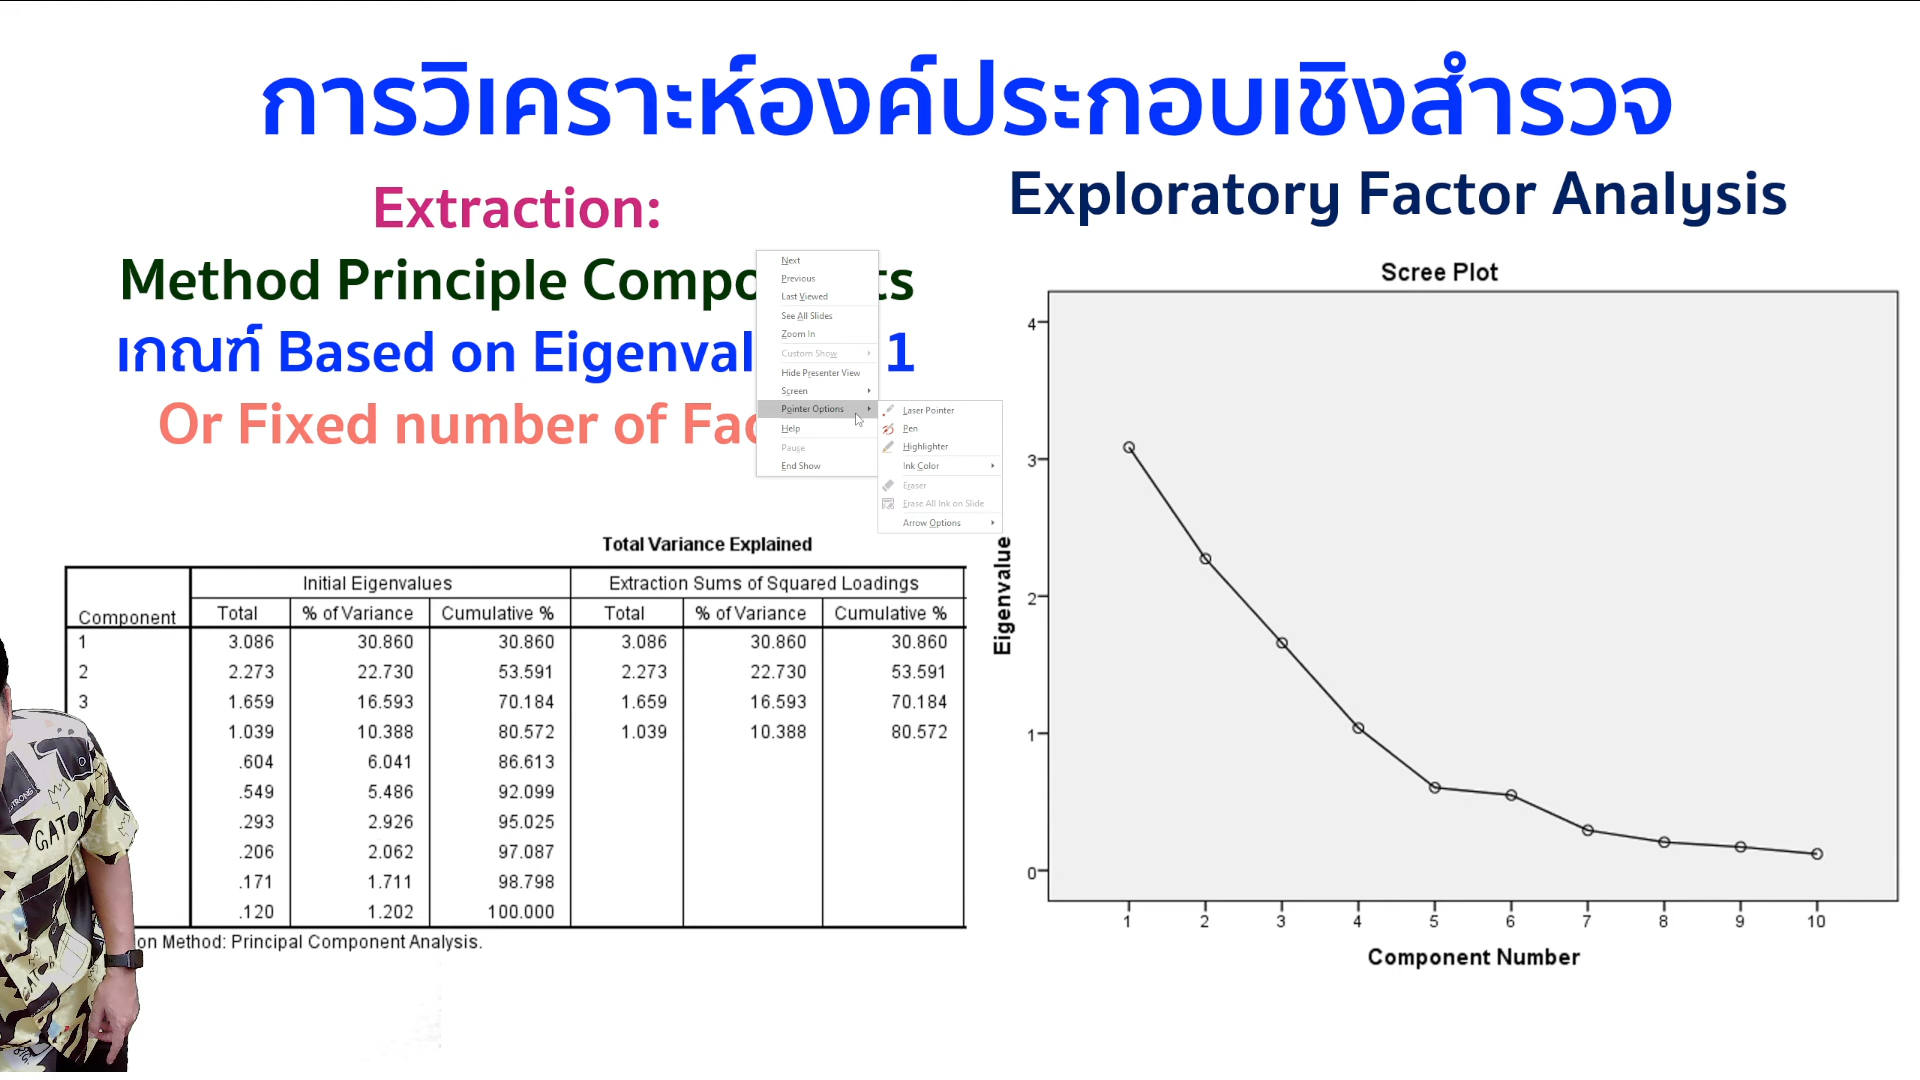 การวิเคราะห์องค์ประกอบเชิงสำรวจ
Extraction:
Exploratory Factor Analysis
Method Principle Compo ts
เกณฑ์ Based on Eigenval 1
Or Fixed number of Fac
Next
Previous
Last Viewed
See All Slides
Zoom In
Custom Show
Hide Presenter View
Screen
Pointer Options
Help
Pause
End Show
Laser Pointer
Pen
Highlighter
Ink Color
Eraser
Erase All Ink on Slide
Arrow Options
Total Variance Explained
Component Initial Eigenvalues Extraction Sums of Squared Loadings
Total % of Variance Cumulative % Total % of Variance Cumulative %
1 3.086 30.860 30.860 3.086 30.860 30.860
2 2.273 22.730 53.591 2.273 22.730 53.591
3 1.659 16.593 70.184 1.659 16.593 70.184
1.039 10.388 80.572 1.039 10.388 80.572
.604 6.041 86.613
.549 5.486 92.099
.293 2.926 95.025
.206 2.062 97.087
.171 1.711 98.798
.120 1.202 100.000
on Method: Principal Component Analysis.
Scree Plot
Eigenvalue
4
3
2
1
0
1 2 3 4 5 6 7 8 9 10
Component Number
GATOR